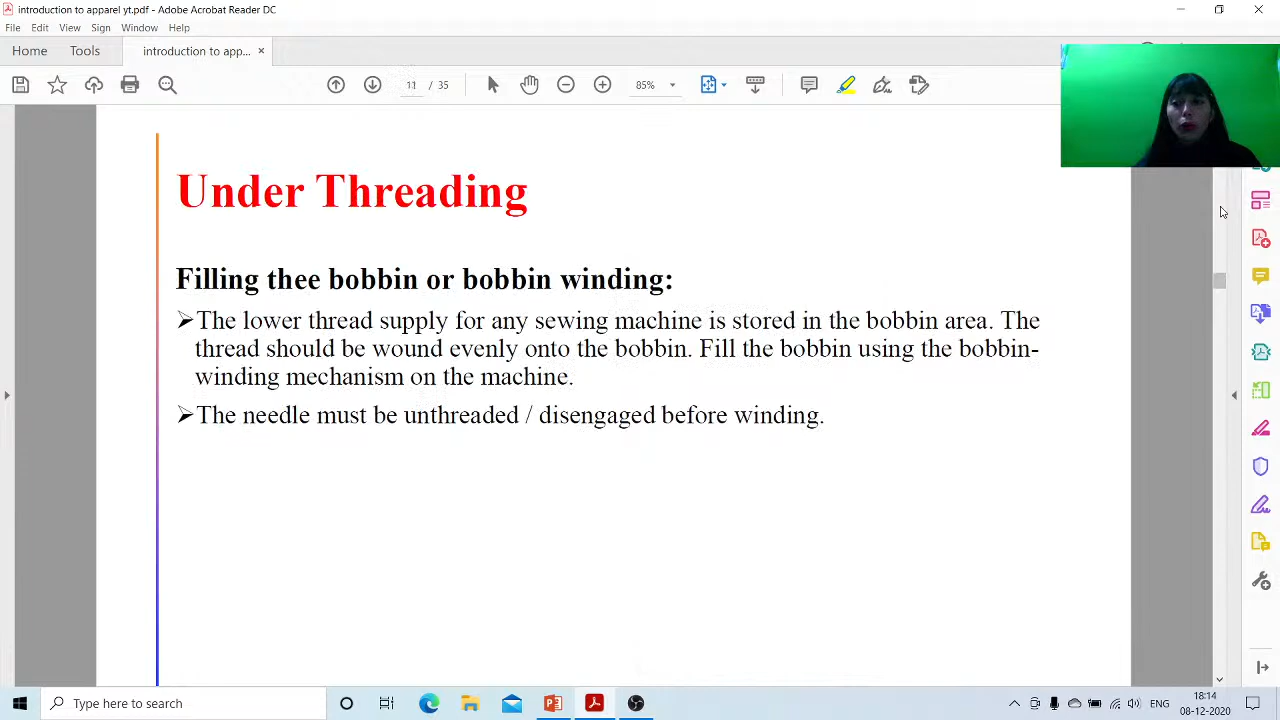 introduction to apparel yt.pdf - Adobe Acrobat Reader DC
File Edit View Sign Window Help
Home Tools introduction to app... ×
11 / 35 85%
Under Threading
Filling thee bobbin or bobbin winding:
➢The lower thread supply for any sewing machine is stored in the bobbin area. The
thread should be wound evenly onto the bobbin. Fill the bobbin using the bobbin-
winding mechanism on the machine.
➢The needle must be unthreaded / disengaged before winding.
Type here to search
ENG
18:14
08-12-2020